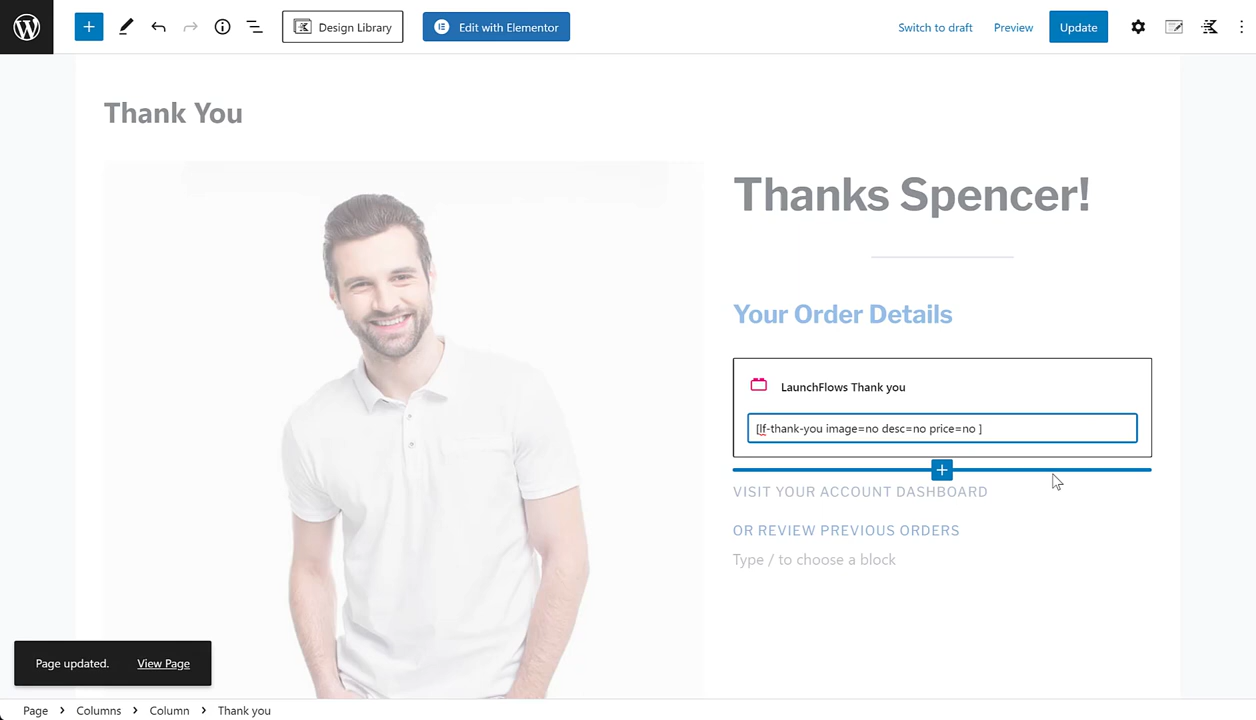 Design Library
Edit with Elementor
Switch to draft
Preview
Update
Thank You
Thanks Spencer!
Your Order Details
LaunchFlows Thank you
[lf-thank-you image=no desc=no price=no ]
VISIT YOUR ACCOUNT DASHBOARD
OR REVIEW PREVIOUS ORDERS
Type / to choose a block
Page updated.
View Page
Page
Columns
Column
Thank you